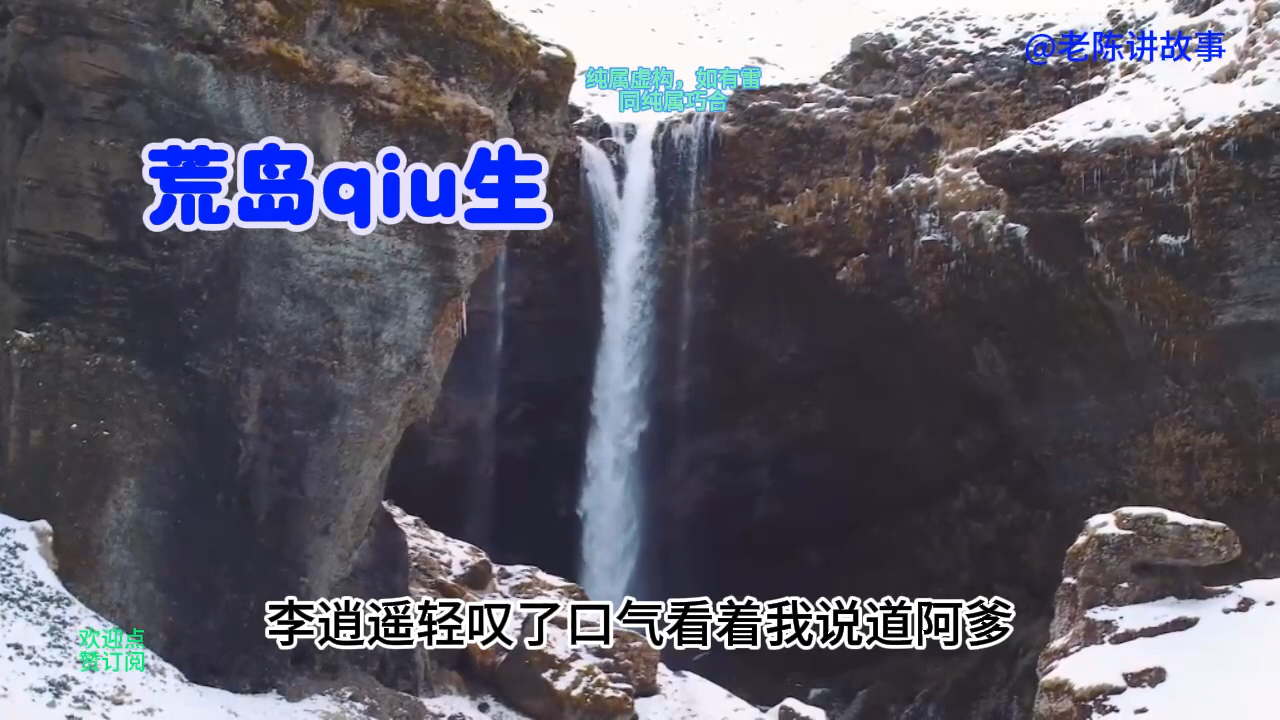 @老陈讲故事
纯属虚构，如有雷
同纯属巧合
荒岛qiu生
李逍遥轻叹了口气看着我说道阿爹
欢迎点
赞订阅